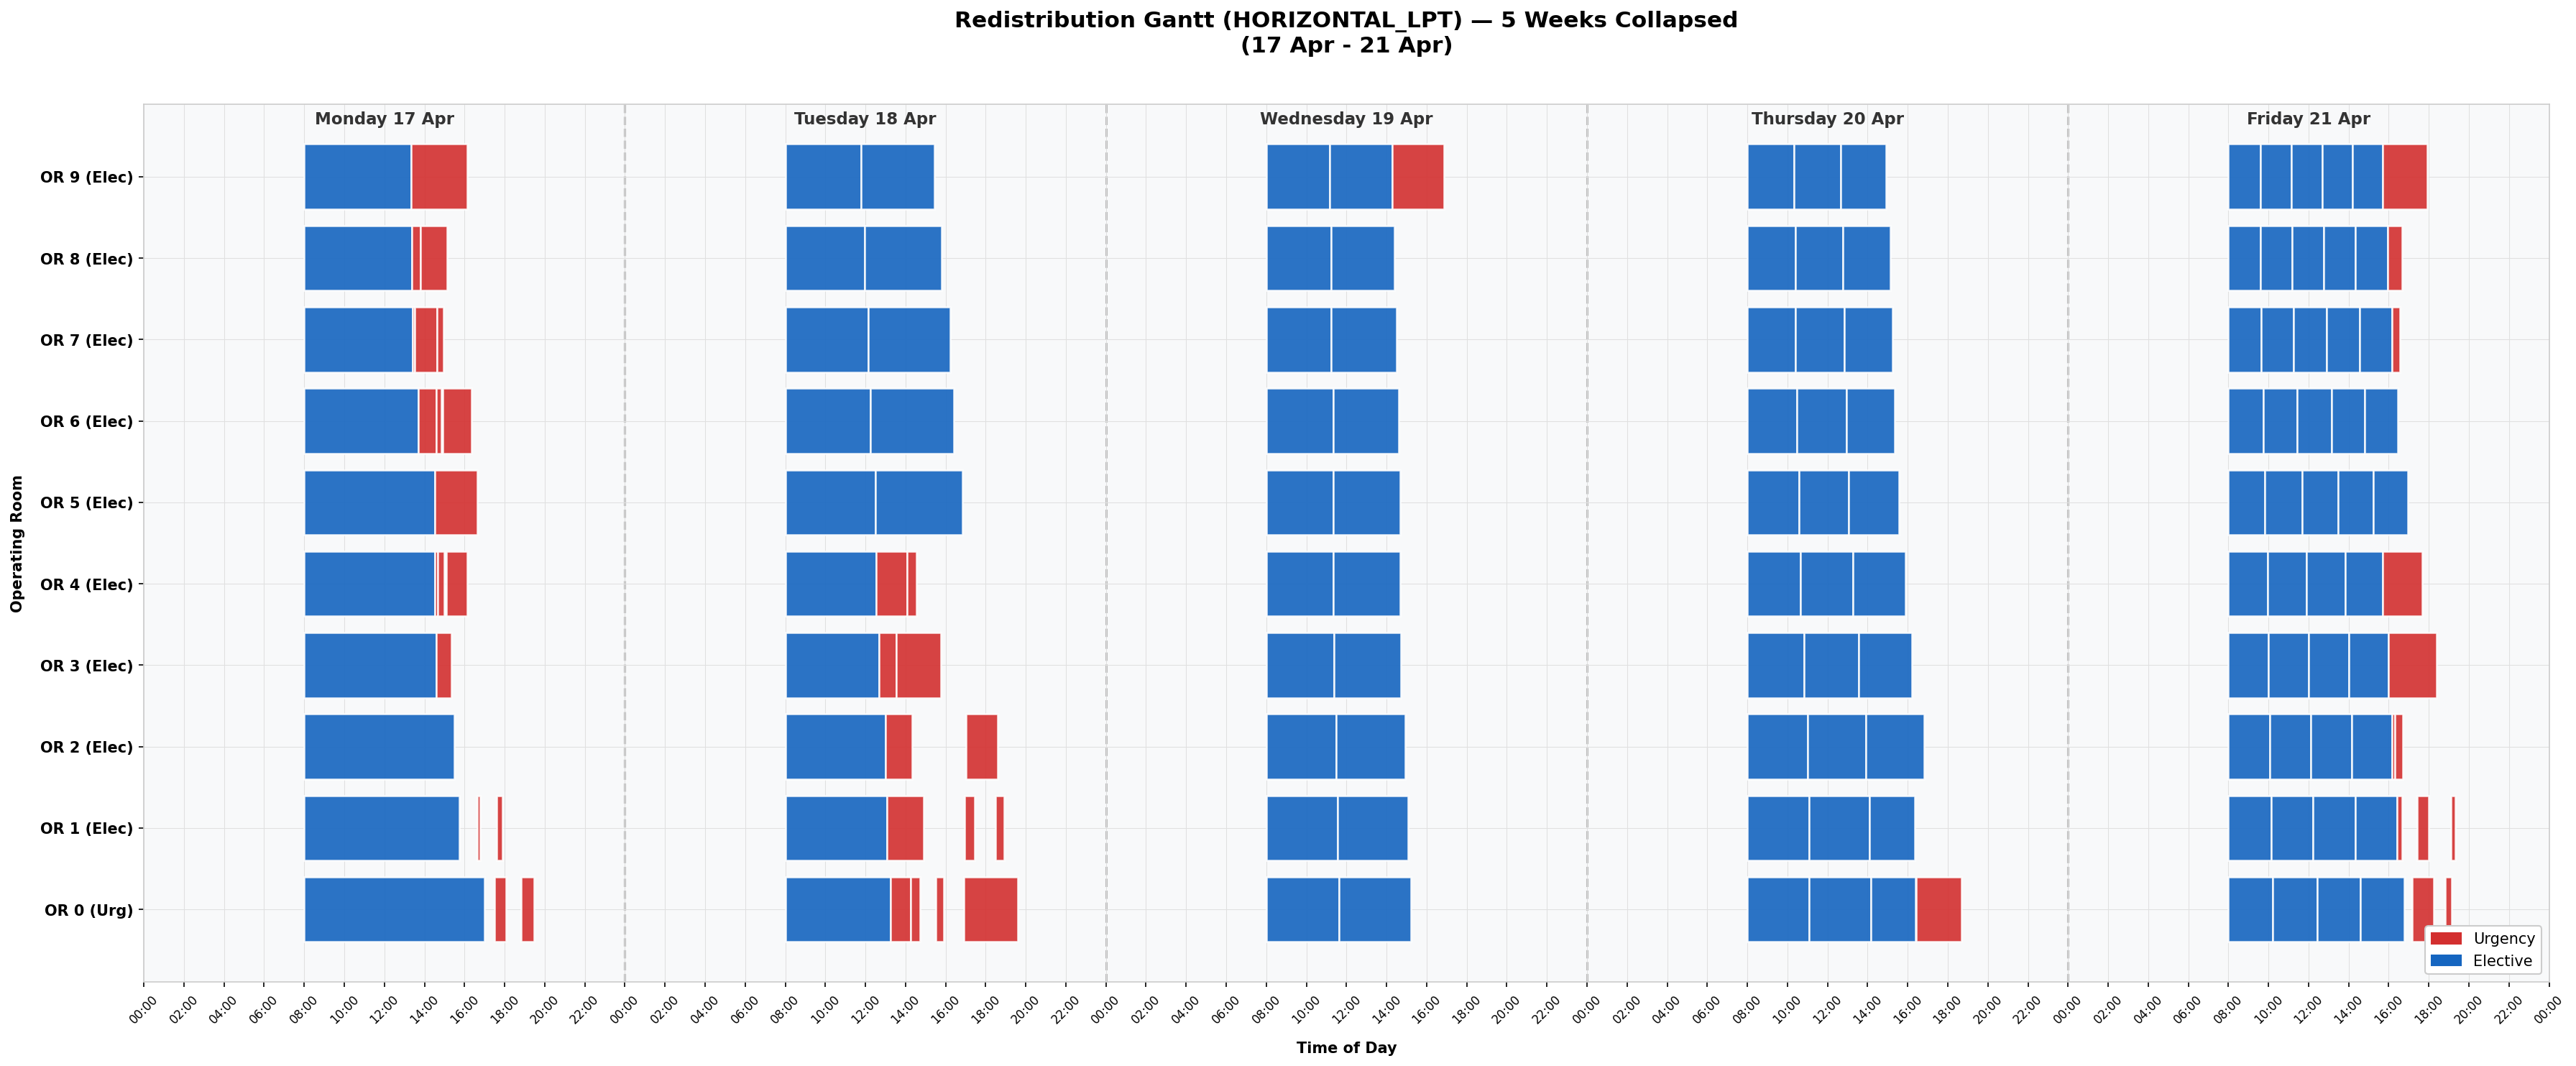 Redistribution Gantt (HORIZONTAL_LPT) — 5 Weeks Collapsed
(17 Apr - 21 Apr)
Monday 17 Apr
Tuesday 18 Apr
Wednesday 19 Apr
Thursday 20 Apr
Friday 21 Apr
Operating Room
OR 9 (Elec)
OR 8 (Elec)
OR 7 (Elec)
OR 6 (Elec)
OR 5 (Elec)
OR 4 (Elec)
OR 3 (Elec)
OR 2 (Elec)
OR 1 (Elec)
OR 0 (Urg)
Urgency
Elective
00:00 02:00 04:00 06:00 08:00 10:00 12:00 14:00 16:00 18:00 20:00 22:00 00:00 02:00 04:00 06:00 08:00 10:00 12:00 14:00 16:00 18:00 20:00 22:00 00:00 02:00 04:00 06:00 08:00 10:00 12:00 14:00 16:00 18:00 20:00 22:00 00:00 02:00 04:00 06:00 08:00 10:00 12:00 14:00 16:00 18:00 20:00 22:00 00:00 02:00 04:00 06:00 08:00 10:00 12:00 14:00 16:00 18:00 20:00 22:00 00:00
Time of Day